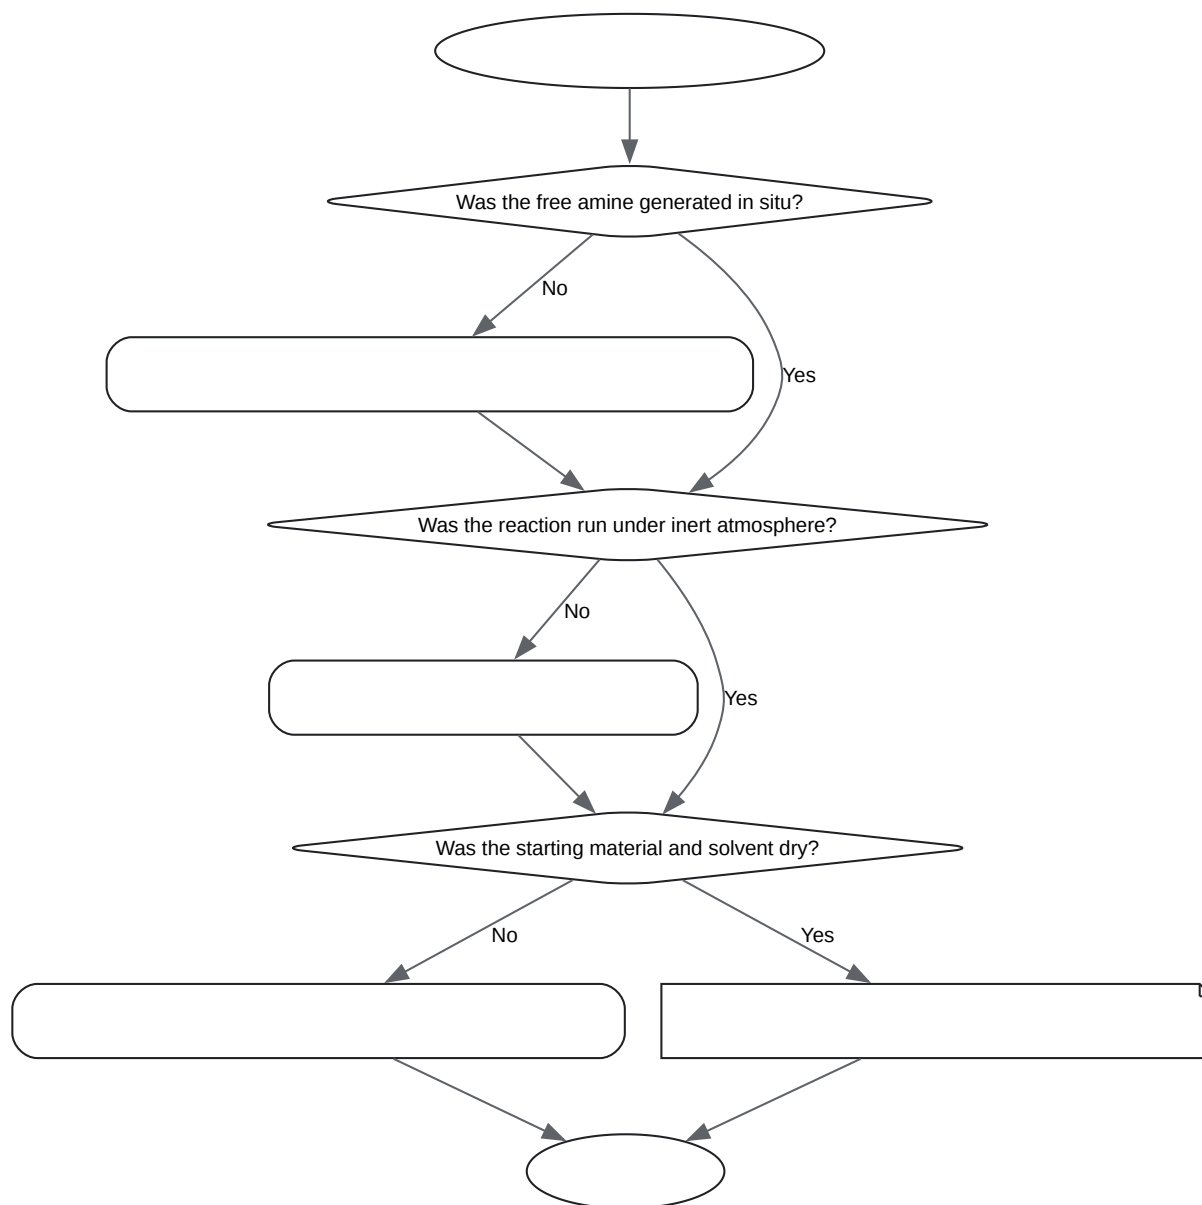 Was the free amine generated in situ?
No
Yes
Was the reaction run under inert atmosphere?
No
Yes
Was the starting material and solvent dry?
No
Yes